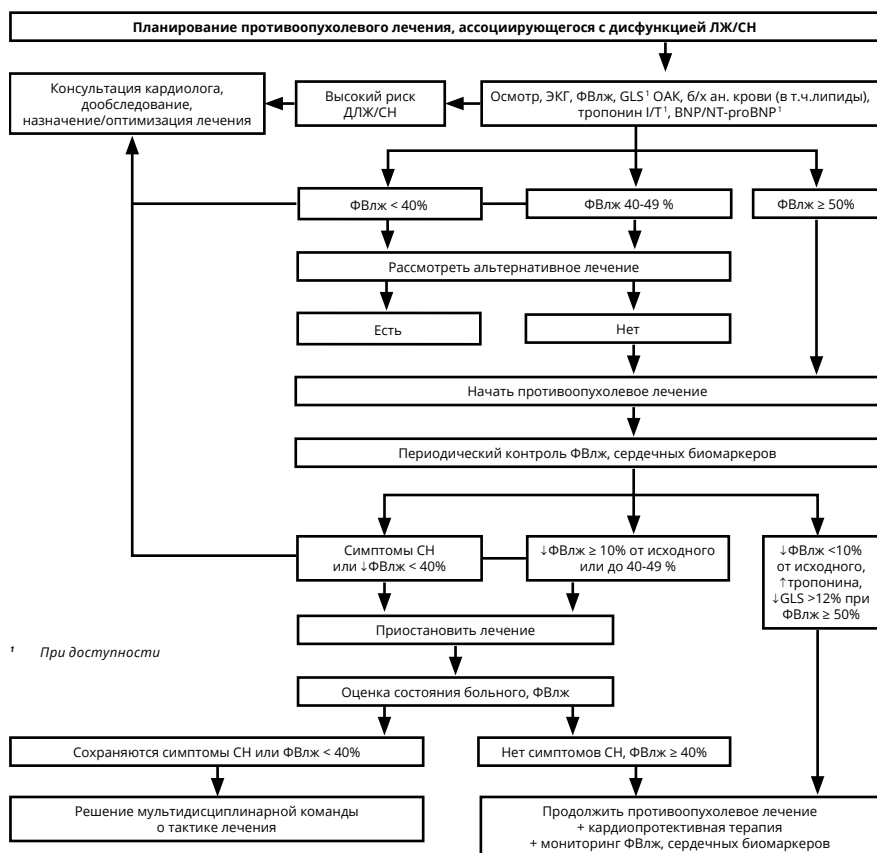 Планирование противоопухолевого лечения, ассоциирующегося с дисфункцией ЛЖ/СН
Консультация кардиолога,
дообследование,
назначение/оптимизация лечения
Высокий риск
ДЛЖ/СН
Осмотр, ЭКГ, ФВлж, GLS¹ ОАК, б/х ан. крови (в т.ч.липиды),
тропонин I/T¹, BNP/NT-proBNP¹
ФВлж < 40%
ФВлж 40-49 %
ФВлж ≥ 50%
Рассмотреть альтернативное лечение
Есть
Нет
Начать противоопухолевое лечение
Периодический контроль ФВлж, сердечных биомаркеров
Симптомы СН
или ↓ФВлж < 40%
↓ФВлж ≥ 10% от исходного
или до 40-49 %
↓ФВлж <10%
от исходного,
↑тропонина,
↓GLS >12% при
ФВлж ≥ 50%
Приостановить лечение
¹ При доступности
Оценка состояния больного, ФВлж
Сохраняются симптомы СН или ФВлж < 40%
Нет симптомов СН, ФВлж ≥ 40%
Решение мультидисциплинарной команды
о тактике лечения
Продолжить противоопухолевое лечение
+ кардиопротективная терапия
+ мониторинг ФВлж, сердечных биомаркеров